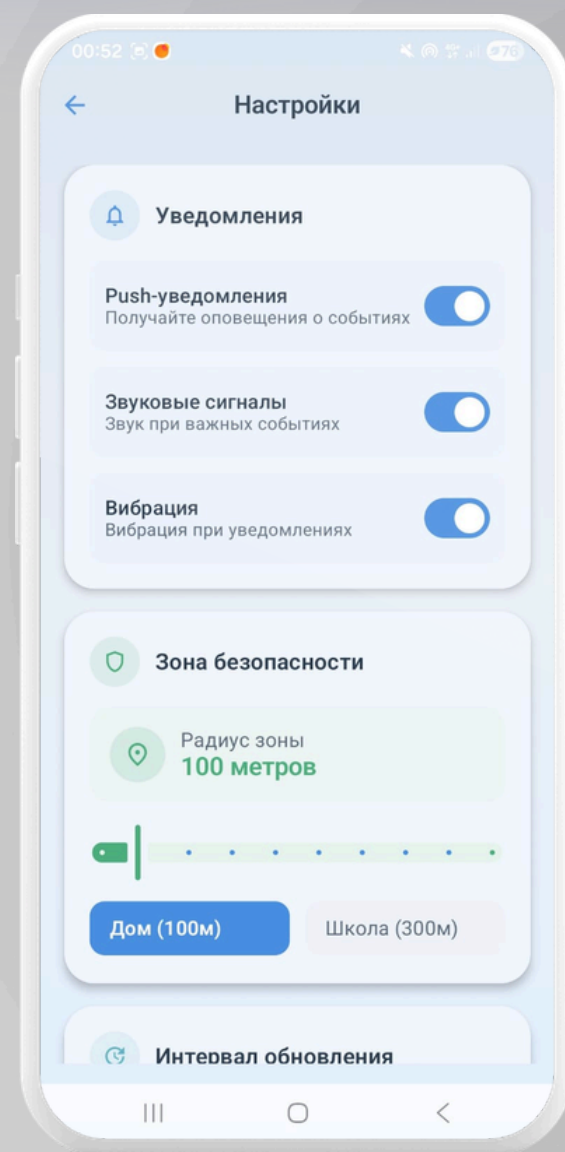 00:52
76
Настройки
Уведомления
Push-уведомления
Получайте оповещения о событиях
Звуковые сигналы
Звук при важных событиях
Вибрация
Вибрация при уведомлениях
Зона безопасности
Радиус зоны
100 метров
Дом (100м)
Школа (300м)
Интервал обновления